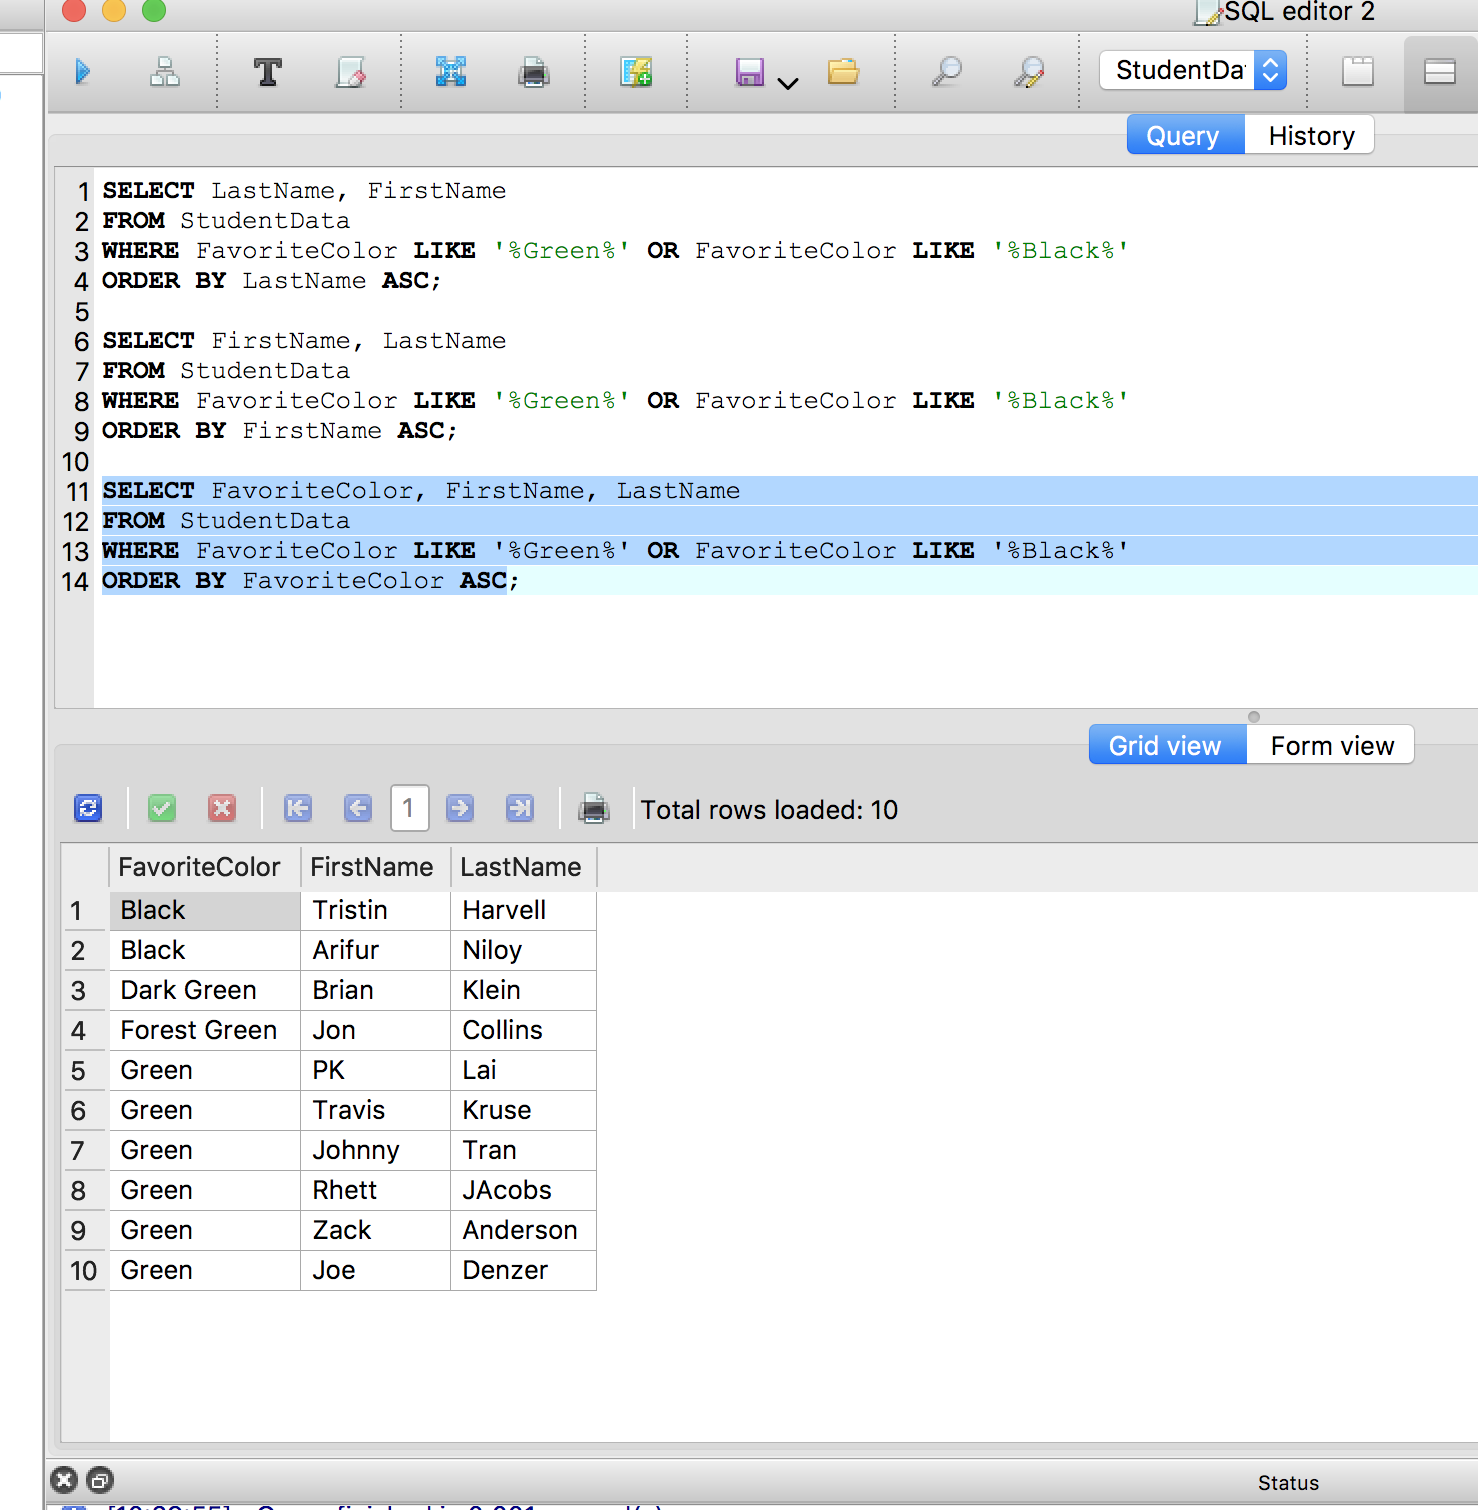 SQL editor 2
StudentDa
Query History
1 SELECT LastName, FirstName
2 FROM StudentData
3 WHERE FavoriteColor LIKE '%Green%' OR FavoriteColor LIKE '%Black%'
4 ORDER BY LastName ASC;
5
6 SELECT FirstName, LastName
7 FROM StudentData
8 WHERE FavoriteColor LIKE '%Green%' OR FavoriteColor LIKE '%Black%'
9 ORDER BY FirstName ASC;
10
11 SELECT FavoriteColor, FirstName, LastName
12 FROM StudentData
13 WHERE FavoriteColor LIKE '%Green%' OR FavoriteColor LIKE '%Black%'
14 ORDER BY FavoriteColor ASC;
Grid view Form view
1 Total rows loaded: 10
FavoriteColor FirstName LastName
1 Black Tristin Harvell
2 Black Arifur Niloy
3 Dark Green Brian Klein
4 Forest Green Jon Collins
5 Green PK Lai
6 Green Travis Kruse
7 Green Johnny Tran
8 Green Rhett JAcobs
9 Green Zack Anderson
10 Green Joe Denzer
Status